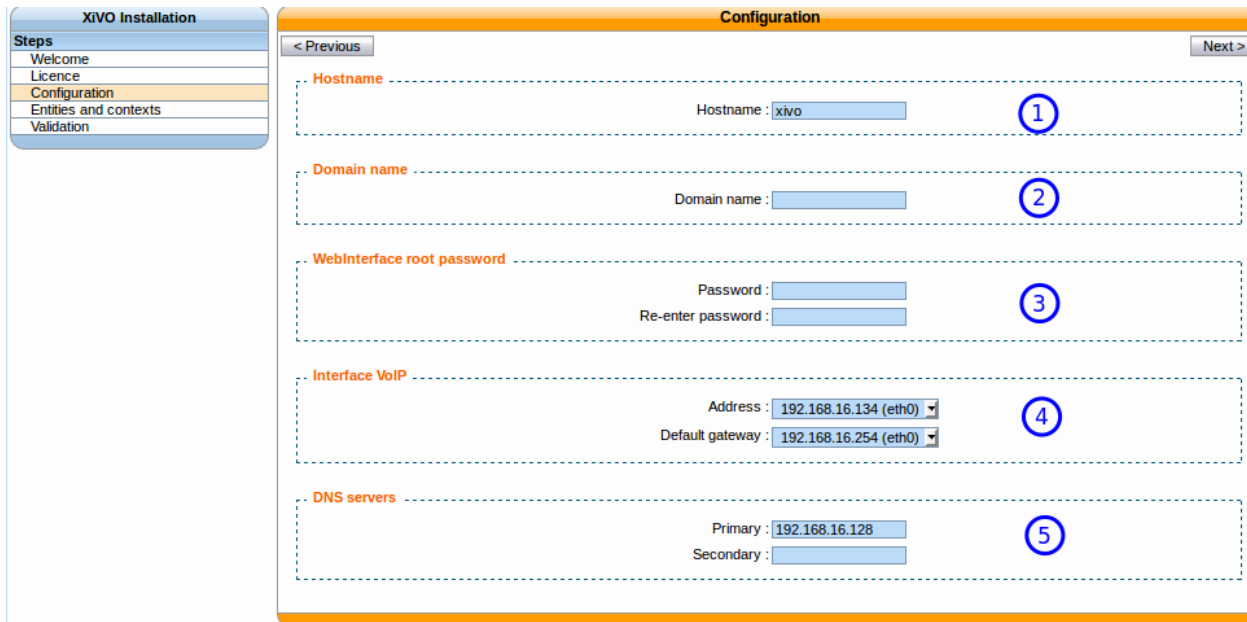 XiVO Installation
Steps
Welcome
Licence
Configuration
Entities and contexts
Validation
Configuration
< Previous
Next >
Hostname
Hostname : xivo
1
Domain name
Domain name :
2
WebInterface root password
Password :
Re-enter password :
3
Interface VoIP
Address : 192.168.16.134 (eth0)
Default gateway : 192.168.16.254 (eth0)
4
DNS servers
Primary : 192.168.16.128
Secondary :
5